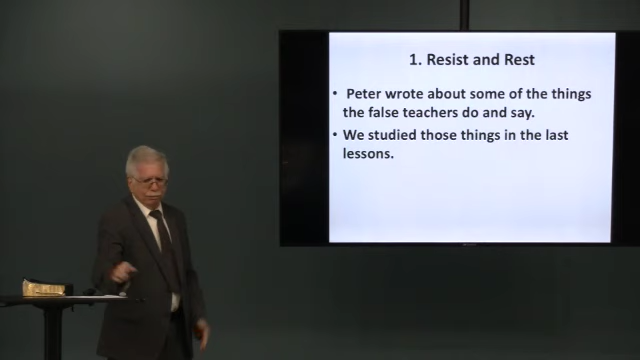 1. Resist and Rest
• Peter wrote about some of the things
the false teachers do and say.
• We studied those things in the last
lessons.